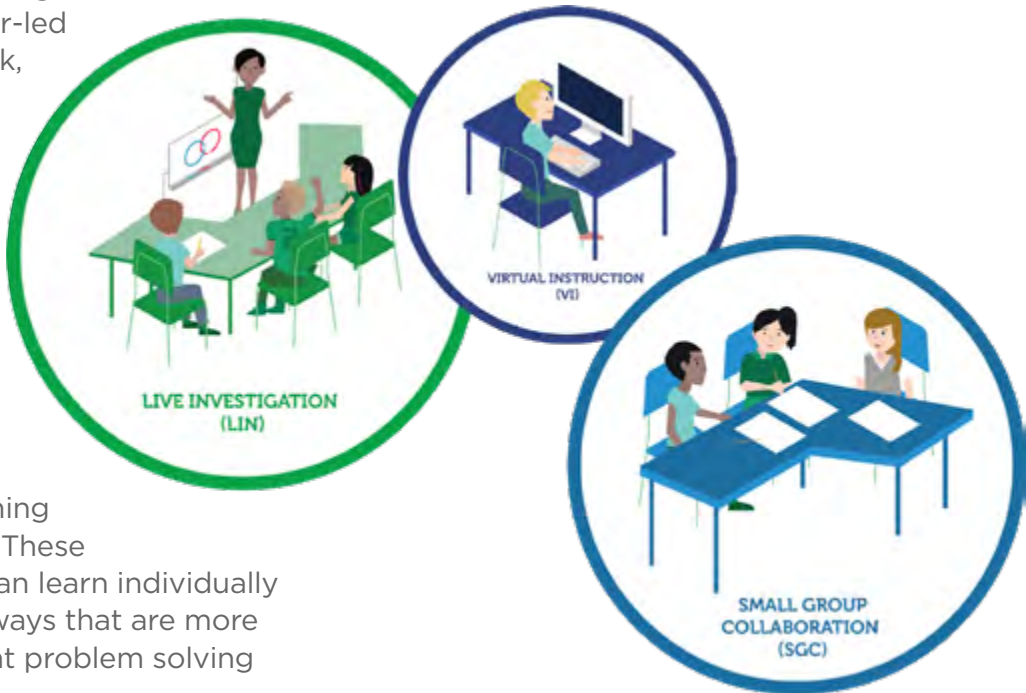 r-led
k,
VIRTUAL INSTRUCTION
(VI)
LIVE INVESTIGATION
(LIN)
ning
These
an learn individually
ways that are more
at problem solving
SMALL GROUP
COLLABORATION
(SGC)